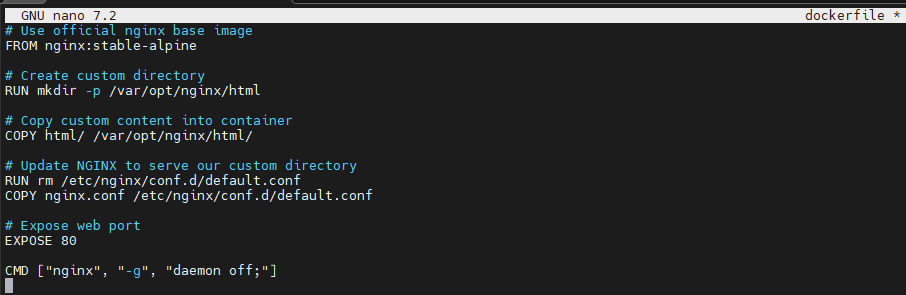 GNU nano 7.2 dockerfile *
# Use official nginx base image
FROM nginx:stable-alpine
# Create custom directory
RUN mkdir -p /var/opt/nginx/html
# Copy custom content into container
COPY html/ /var/opt/nginx/html/
# Update NGINX to serve our custom directory
RUN rm /etc/nginx/conf.d/default.conf
COPY nginx.conf /etc/nginx/conf.d/default.conf
# Expose web port
EXPOSE 80
CMD ["nginx", "-g", "daemon off;"]